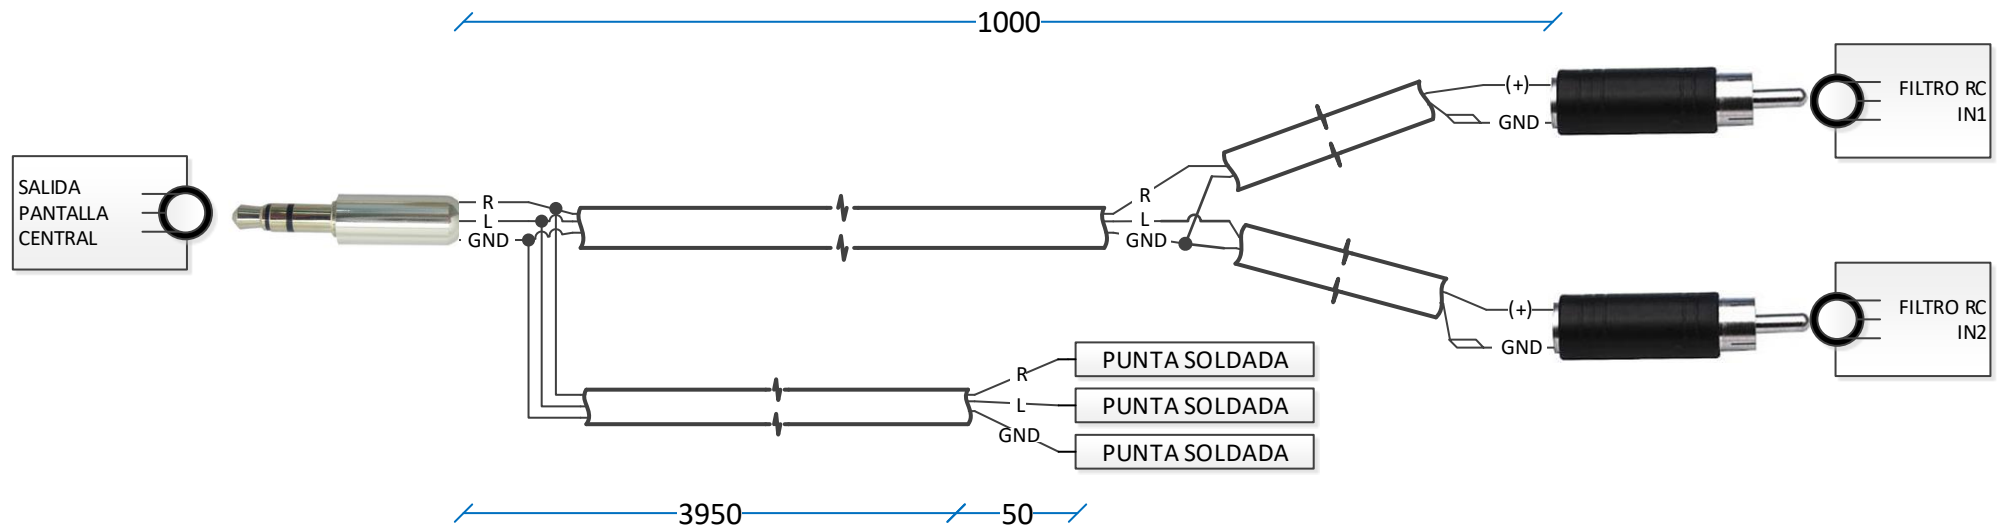 1000
SALIDA
PANTALLA
CENTRAL
R
L
GND
R
L
GND
(+)
GND
FILTRO RC
IN1
(+)
GND
FILTRO RC
IN2
R
PUNTA SOLDADA
L
PUNTA SOLDADA
GND
PUNTA SOLDADA
3950
50